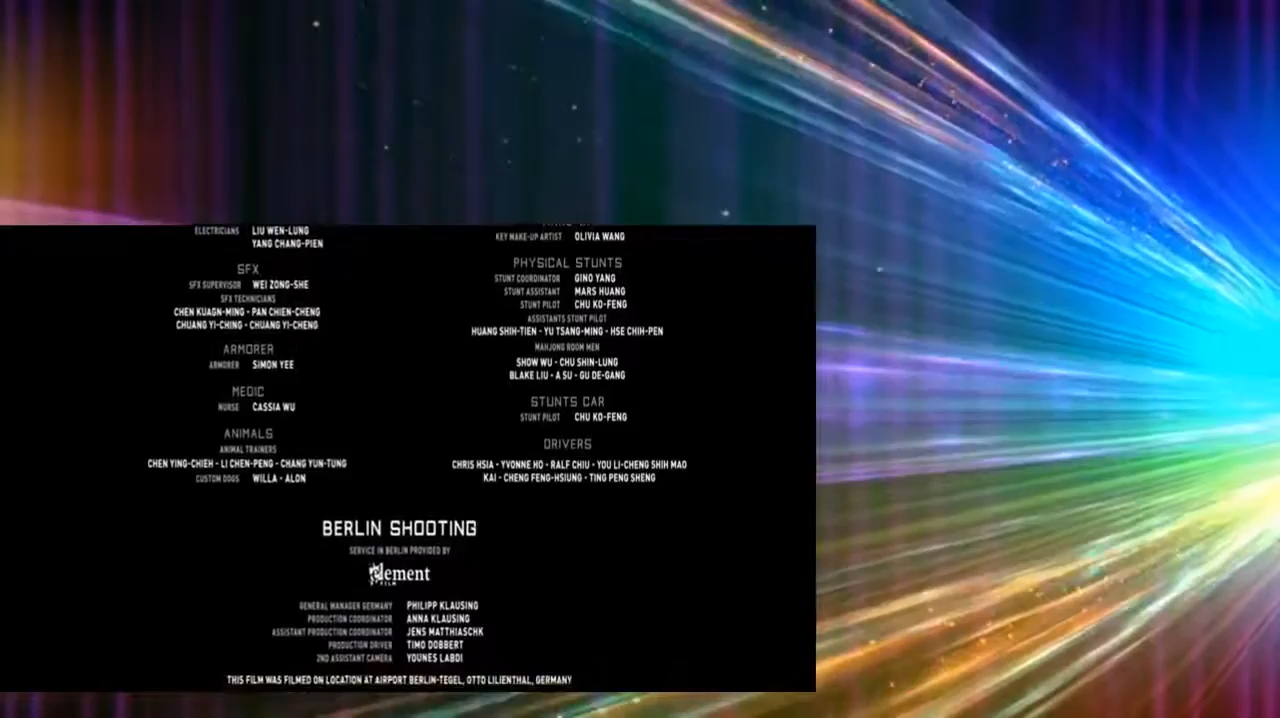 ELECTRICIANS LIU WEN-LUNG
YANG CHANG-PIEN
SFX
SFX SUPERVISOR WEI ZONG-SHE
SFX TECHNICIANS
CHEN KUAGN-MING - PAN CHIEN-CHENG
CHUANG YI-CHING - CHUANG YI-CHENG
ARMORER
ARMORER SIMON YEE
MEDIC
NURSE CASSIA WU
ANIMALS
ANIMAL TRAINERS
CHEN YING-CHIEH - LI CHEN-PENG - CHANG YUN-TUNG
CUSTOM DOGS WILLA - ALON
KEY MAKE-UP ARTIST OLIVIA WANG
PHYSICAL STUNTS
STUNT COORDINATOR GINO YANG
STUNT ASSISTANT MARS HUANG
STUNT PILOT CHU KO-FENG
ASSISTANTS STUNT PILOT
HUANG SHIH-TIEN - YU TSANG-MING - HSE CHIH-PEN
MAHJONG ROOM MEN
SHOW WU - CHU SHIN-LUNG
BLAKE LIU - A SU - GU DE-GANG
STUNTS CAR
STUNT PILOT CHU KO-FENG
DRIVERS
CHRIS HSIA - YVONNE HO - RALF CHIU - YOU LI-CHENG SHIH MAO
KAI - CHENG FENG-HSIUNG - TING PENG SHENG
BERLIN SHOOTING
SERVICE IN BERLIN PROVIDED BY
element
FILM
GENERAL MANAGER GERMANY PHILIPP KLAUSING
PRODUCTION COORDINATOR ANNA KLAUSING
ASSISTANT PRODUCTION COORDINATOR JENS MATTHIASCHK
PRODUCTION DRIVER TIMO DOBBERT
2ND ASSISTANT CAMERA YOUNES LABDI
THIS FILM WAS FILMED ON LOCATION AT AIRPORT BERLIN-TEGEL, OTTO LILIENTHAL, GERMANY